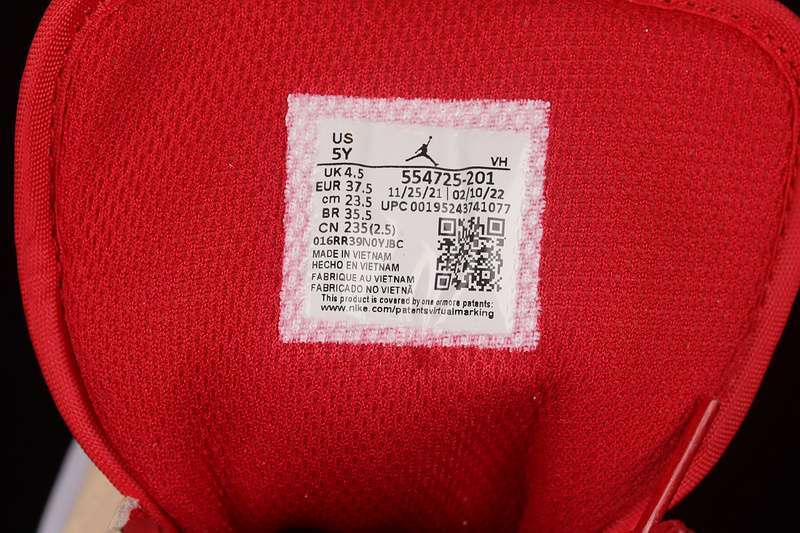 US
5Y
VH
UK 4.5
EUR 37.5
cm 23.5
BR 35.5
CN 235(2.5)
554725-201
11/25/21 | 02/10/22
UPC 00195243741077
016RR39N0YJBC
MADE IN VIETNAM
HECHO EN VIETNAM
FABRIQUE AU VIETNAM
FABRICADO NO VIETNÃ
This product is covered by one ormore patents:
www.nike.com/patentsvirtualmarking